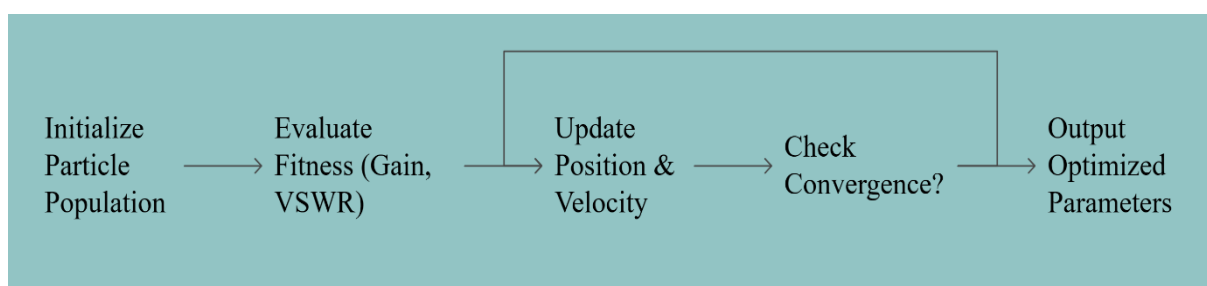 Initialize
Particle
Population
Evaluate
Fitness (Gain,
VSWR)
Update
Position &
Velocity
Check
Convergence?
Output
Optimized
Parameters